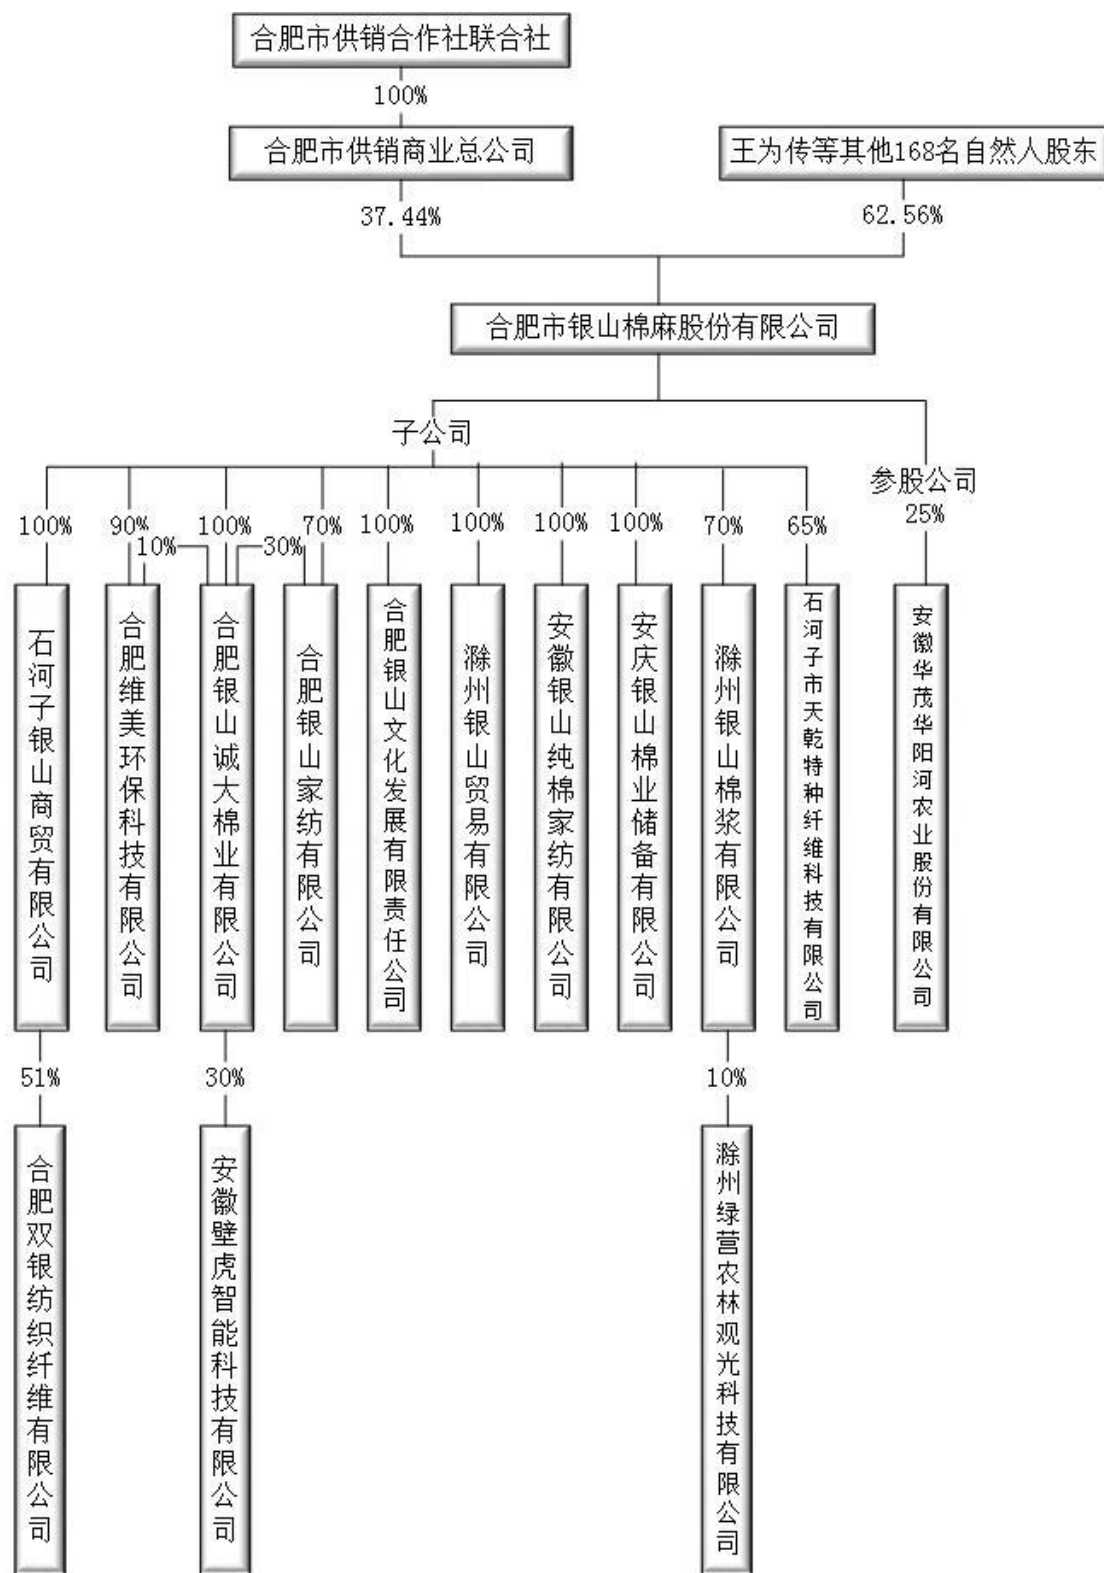 合肥市供销合作社联合社
100%
合肥市供销商业总公司
王为传等其他168名自然人股东
37.44%
62.56%
合肥市银山棉麻股份有限公司
子公司
参股公司
100%
90%
100%
70%
100%
100%
100%
100%
70%
65%
25%
10%
30%
石河子银山商贸有限公司
合肥维美环保科技有限公司
合肥银山诚大棉业有限公司
合肥银山家纺有限公司
合肥银山文化发展有限责任公司
滁州银山贸易有限公司
安徽银山纯棉家纺有限公司
安庆银山棉业储备有限公司
滁州银山棉浆有限公司
石河子市天乾特种纤维科技有限公司
安徽华茂华阳河农业股份有限公司
51%
30%
10%
合肥双银纺织纤维有限公司
安徽壁虎智能科技有限公司
滁州绿营农林观光科技有限公司